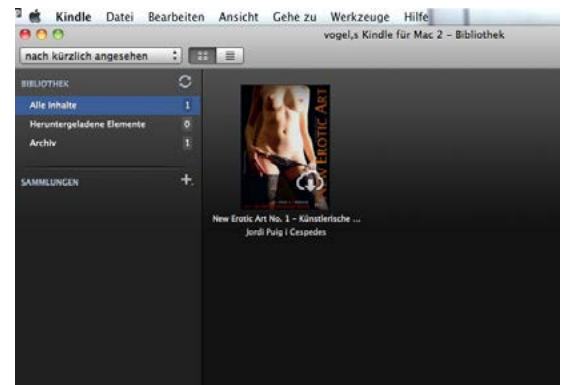 Kindle Datei Bearbeiten Ansicht Gehe zu Werkzeuge Hilfe
vogel,s Kindle für Mac 2 – Bibliothek
nach kürzlich angesehen
BIBLIOTHEK
Alle Inhalte 1
Heruntergeladene Elemente 0
Archiv 1
SAMMLUNGEN +
NEW EROTIC ART
New Erotic Art No. 1 – Künstlerische ...
Jordi Puig i Cespedes